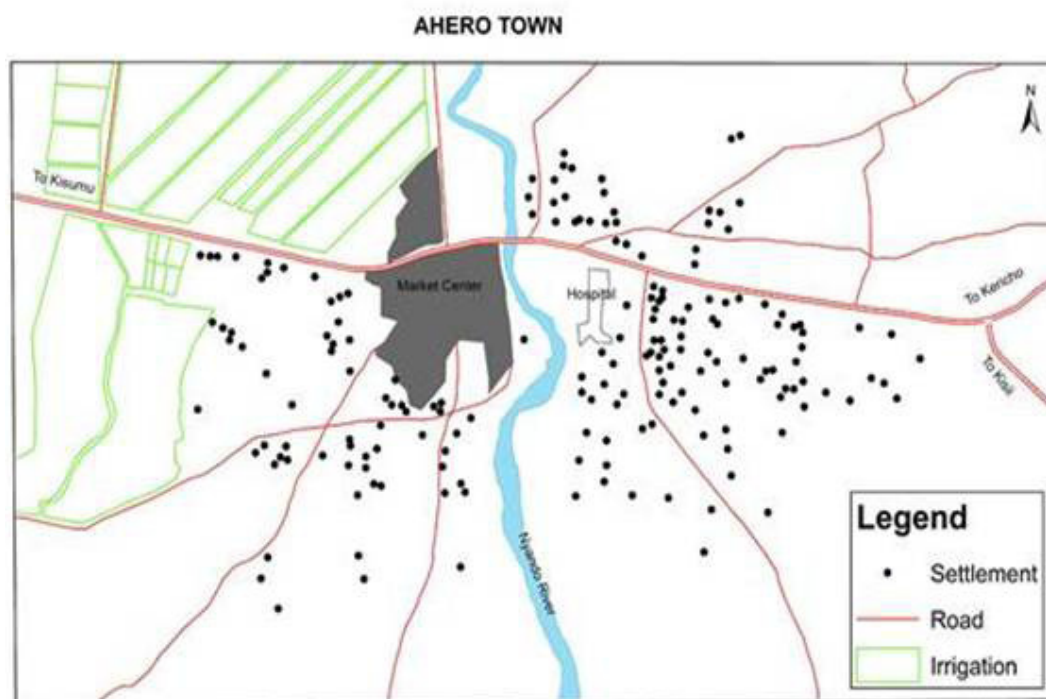 AHERO TOWN
N
To Kisumu
Market Center
Hospital
To Kericho
To Kisii
Nyando River
Legend
Settlement
Road
Irrigation